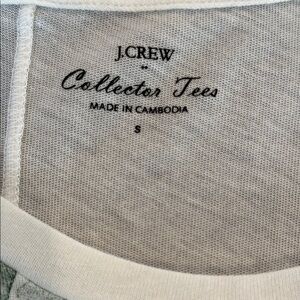 J.CREW
Collector Tees
MADE IN CAMBODIA
S